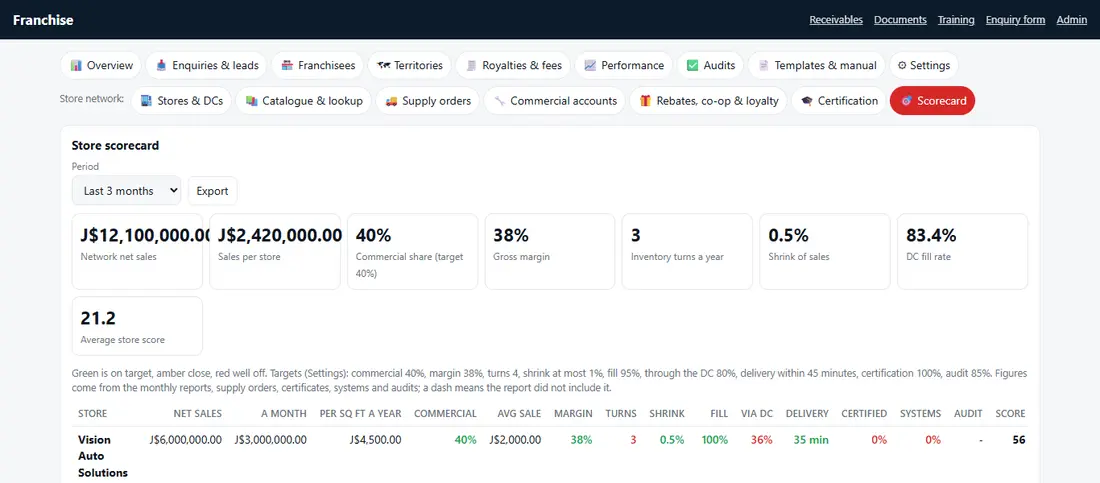 Franchise
Receivables Documents Training Enquiry form Admin
Overview Enquiries & leads Franchisees Territories Royalties & fees Performance Audits Templates & manual Settings
Store network: Stores & DCs Catalogue & lookup Supply orders Commercial accounts Rebates, co-op & loyalty Certification Scorecard
Store scorecard
Period
Last 3 months Export
J$12,100,000.00 J$2,420,000.00 40% 38% 3 0.5% 83.4%
Network net sales Sales per store Commercial share (target 40%) Gross margin Inventory turns a year Shrink of sales DC fill rate
21.2
Average store score
Green is on target, amber close, red well off. Targets (Settings): commercial 40%, margin 38%, turns 4, shrink at most 1%, fill 95%, through the DC 80%, delivery within 45 minutes, certification 100%, audit 85%. Figures
come from the monthly reports, supply orders, certificates, systems and audits; a dash means the report did not include it.
STORE NET SALES A MONTH PER SQ FT A YEAR COMMERCIAL AVG SALE MARGIN TURNS SHRINK FILL VIA DC DELIVERY CERTIFIED SYSTEMS AUDIT SCORE
Vision Auto Solutions J$6,000,000.00 J$3,000,000.00 J$4,500.00 40% J$2,000.00 38% 3 0.5% 100% 36% 35 min 0% 0% - 56